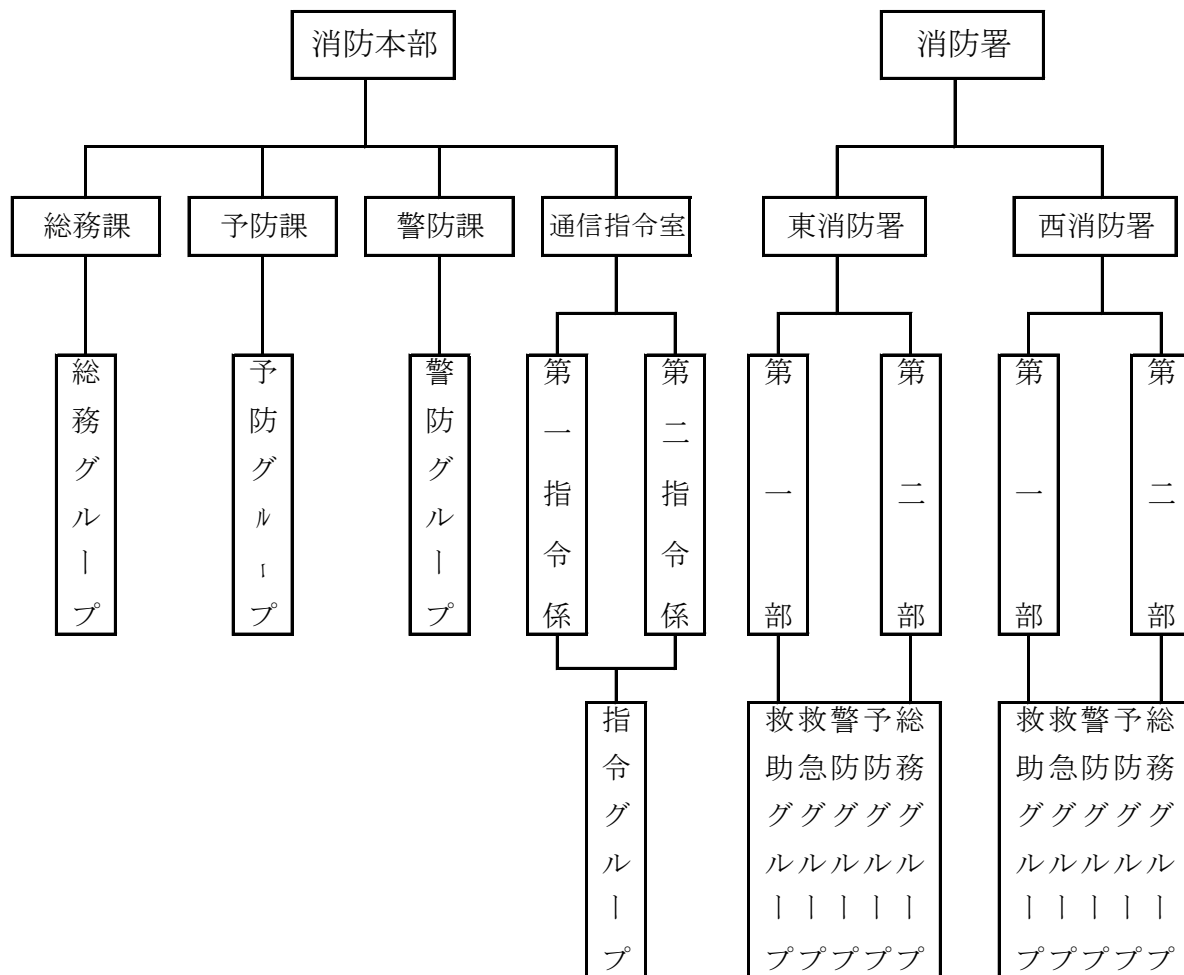 消防本部
消防署
総務課
予防課
警防課
通信指令室
東消防署
西消防署
総務グループ
予防グループ
警防グループ
第一指令係
第二指令係
第一部
第二部
第一部
第二部
指令グループ
総務グループ
予防グループ
警防グループ
救急グループ
救助グループ
総務グループ
予防グループ
警防グループ
救急グループ
救助グループ